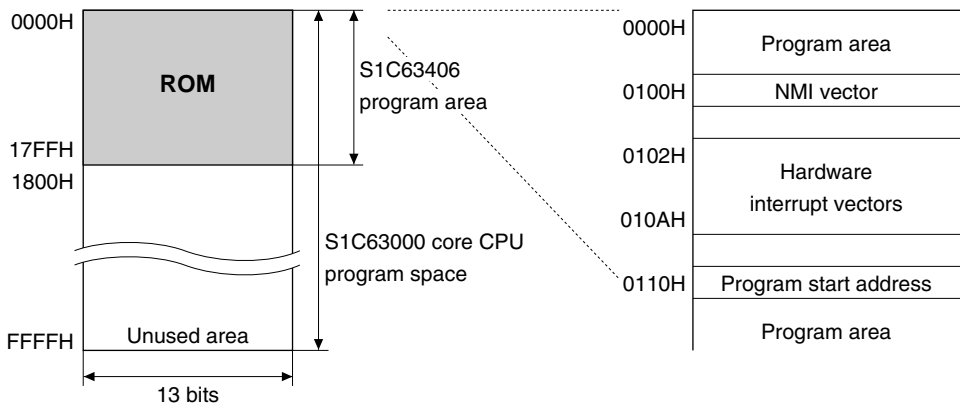 0000H
ROM
17FFH
1800H
S1C63406
program area
S1C63000 core CPU
program space
FFFFH
Unused area
13 bits
0000H
Program area
0100H
NMI vector
0102H
Hardware
interrupt vectors
010AH
0110H
Program start address
Program area